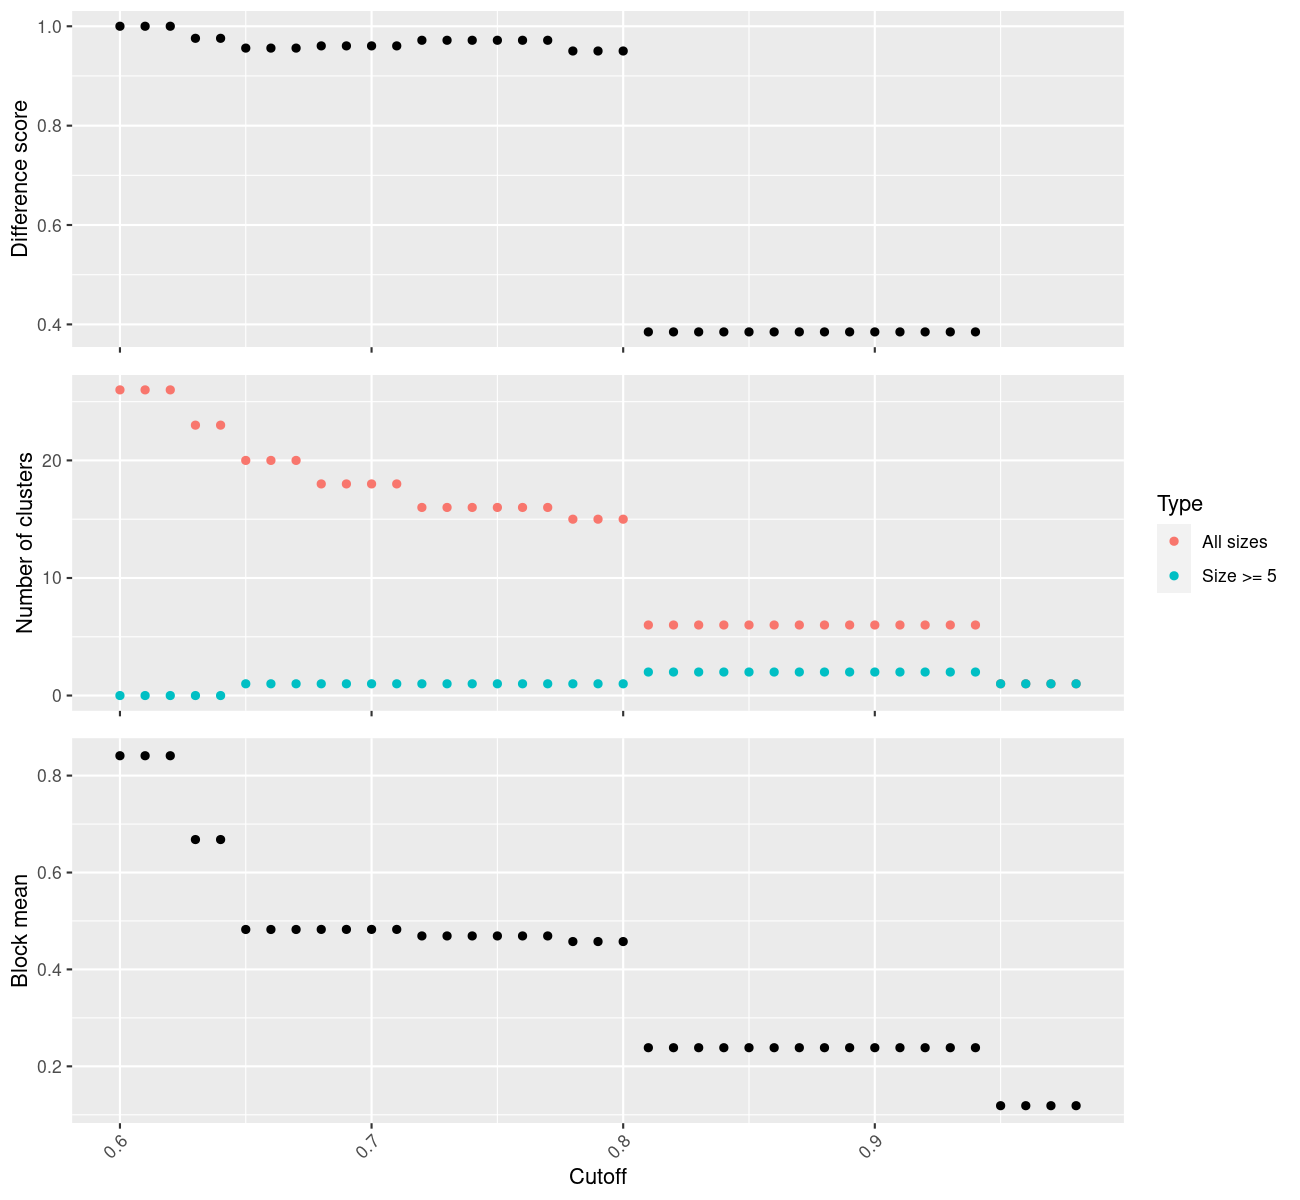 1.0
0.8
0.6
0.4
Difference score
20
10
0
Number of clusters
Type
All sizes
Size >= 5
0.8
0.6
0.4
0.2
Block mean
0.6
0.7
0.8
0.9
Cutoff